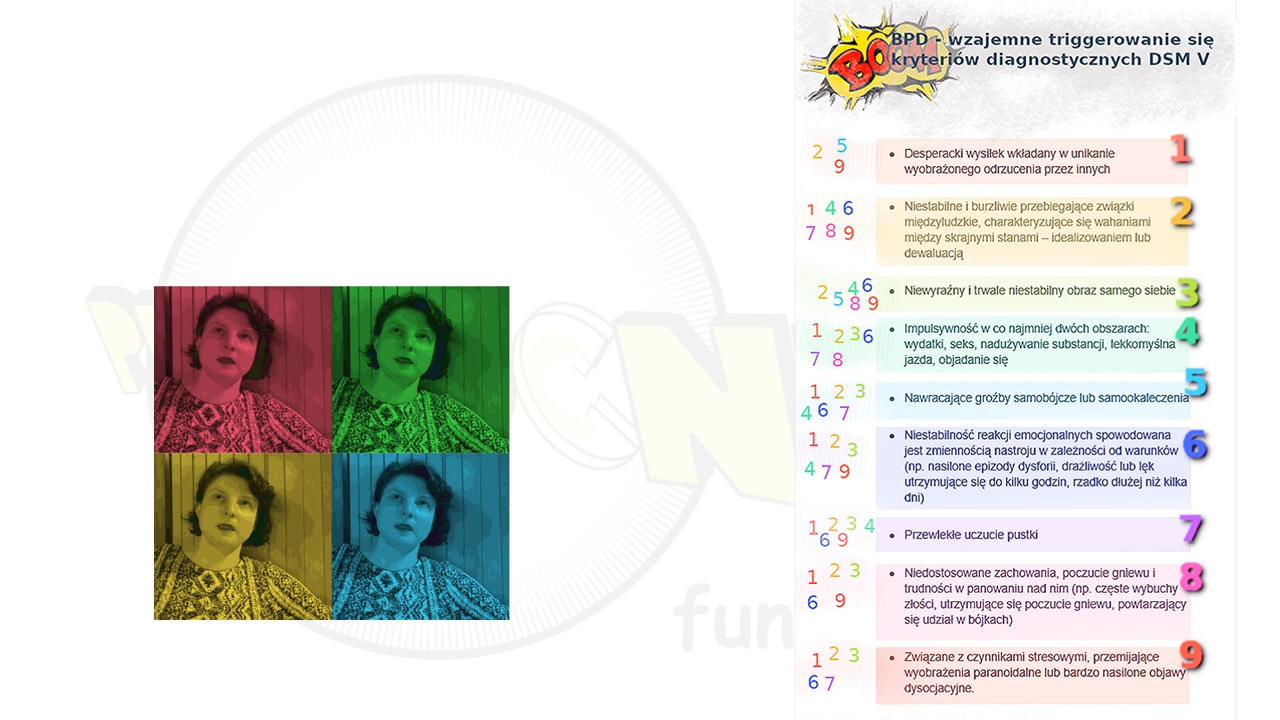 BOOM
BPD - wzajemne triggerowanie się
kryteriów diagnostycznych DSM V
2 5
9
• Desperacki wysiłek wkładany w unikanie
wyobrażonego odrzucenia przez innych
1
1 4 6
7 8 9
• Niestabilne i burzliwie przebiegające związki
międzyludzkie, charakteryzujące się wahaniami
między skrajnymi stanami – idealizowaniem lub
dewaluacją
2
2 5 4 6
8 9
• Niewyraźny i trwale niestabilny obraz samego siebie
3
1 2 3 6
7 8
• Impulsywność w co najmniej dwóch obszarach:
wydatki, seks, nadużywanie substancji, lekkomyślna
jazda, objadanie się
4
1 2 3
4 6 7
• Nawracające groźby samobójcze lub samookaleczenia
5
1 2 3
4 7 9
• Niestabilność reakcji emocjonalnych spowodowana
jest zmiennością nastroju w zależności od warunków
(np. nasilone epizody dysforii, drażliwość lub lęk
utrzymujące się do kilku godzin, rzadko dłużej niż kilka
dni)
6
1 2 3 4
6 9
• Przewlekłe uczucie pustki
7
1 2 3
6 9
• Niedostosowane zachowania, poczucie gniewu i
trudności w panowaniu nad nim (np. częste wybuchy
złości, utrzymujące się poczucie gniewu, powtarzający
się udział w bójkach)
8
1 2 3
6 7
• Związane z czynnikami stresowymi, przemijające
wyobrażenia paranoidalne lub bardzo nasilone objawy
dysocjacyjne.
9
fun